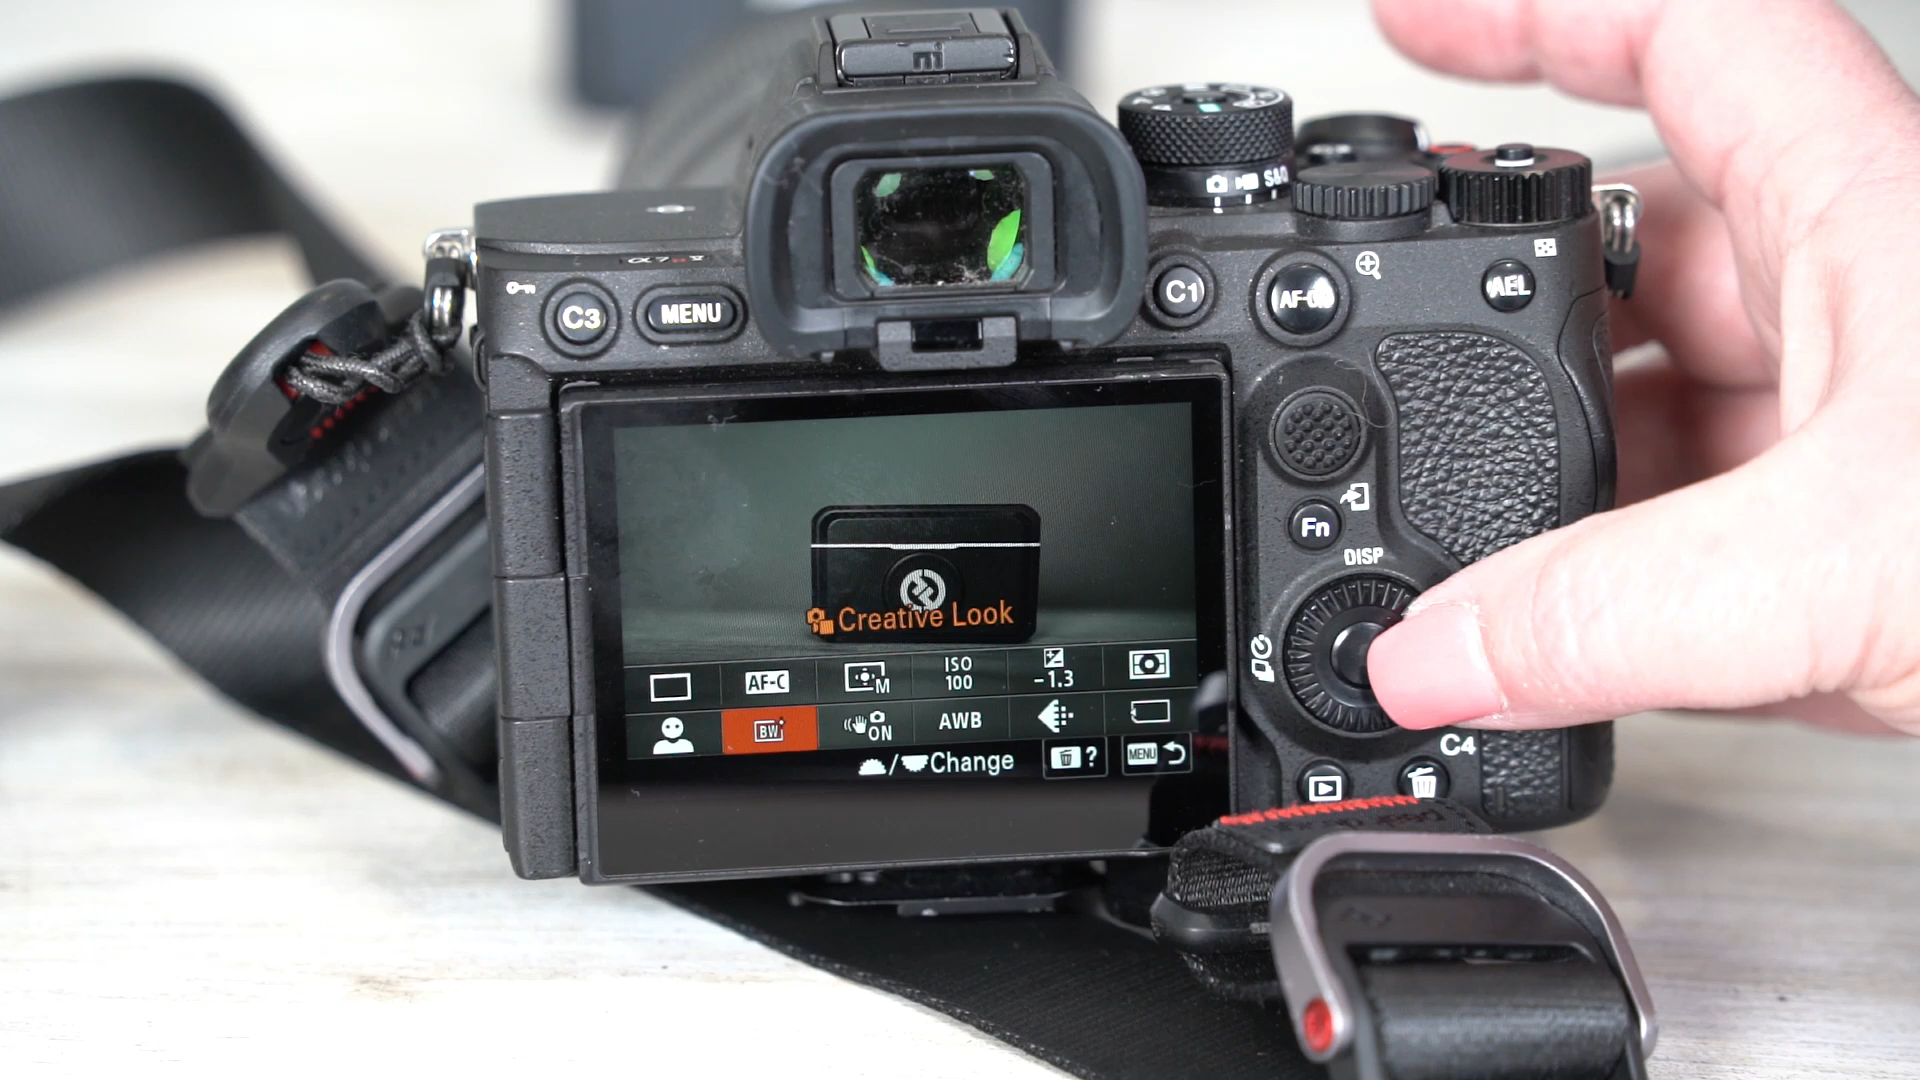 S&Q
α7R V
C3
MENU
C1
AF-ON
AEL
Fn
DISP
Creative Look
AF-C
M
ISO
100
-1.3
BW
ON
AWB
Change
?
MENU
C4